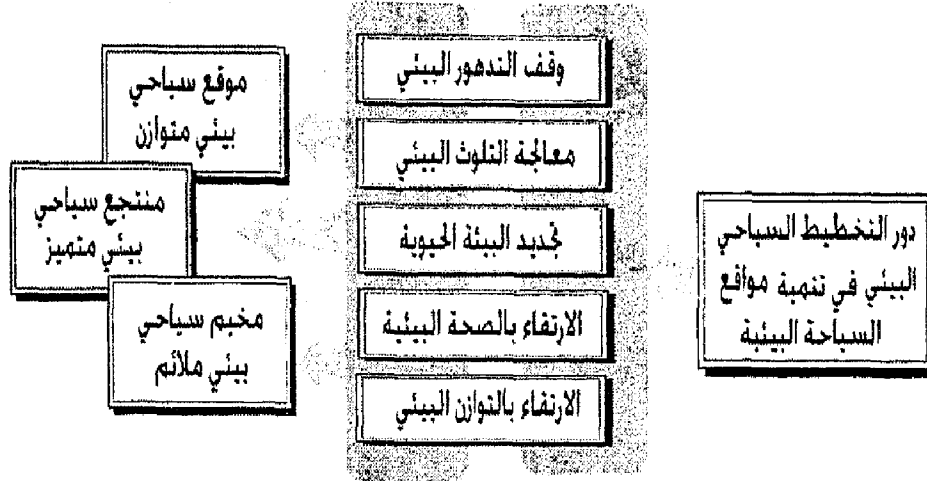 دور التخطيط السياحي
البيئي في تنمية مواقع
السياحة البيئية
وقف التدهور البيئي
معالجة التلوث البيئي
تجديد البيئة الحيوية
الارتقاء بالصحة البيئية
الارتقاء بالتوازن البيئي
موقع سياحي
بيئي متوازن
منتجع سياحي
بيئي متميز
مخيم سياحي
بيئي ملائم